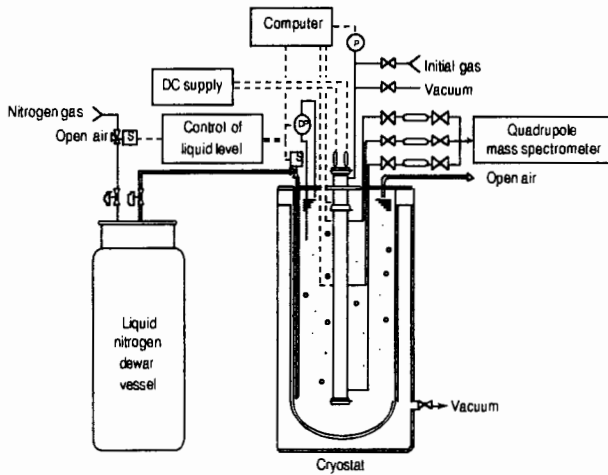 Computer
P
Initial gas
DC supply
Vacuum
Nitrogen gas
Open air
S
Control of
liquid level
DP
S
Quadrupole
mass spectrometer
Open air
Liquid
nitrogen
dewar
vessel
Vacuum
Cryostat